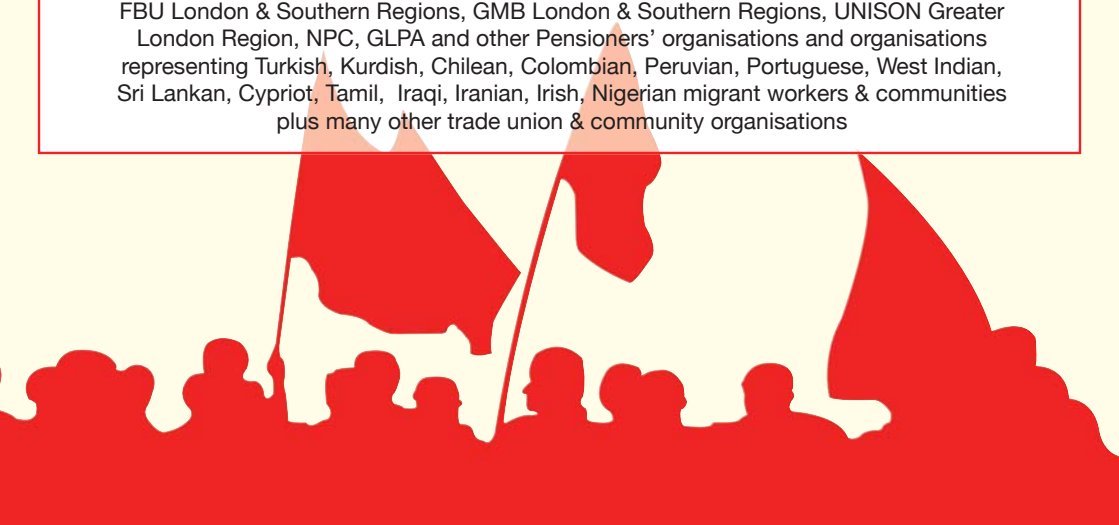 FBU London & Southern Regions, GMB London & Southern Regions, UNISON Greater
London Region, NPC, GLPA and other Pensioners’ organisations and organisations
representing Turkish, Kurdish, Chilean, Colombian, Peruvian, Portuguese, West Indian,
Sri Lankan, Cypriot, Tamil,  Iraqi, Iranian, Irish, Nigerian migrant workers & communities
plus many other trade union & community organisations